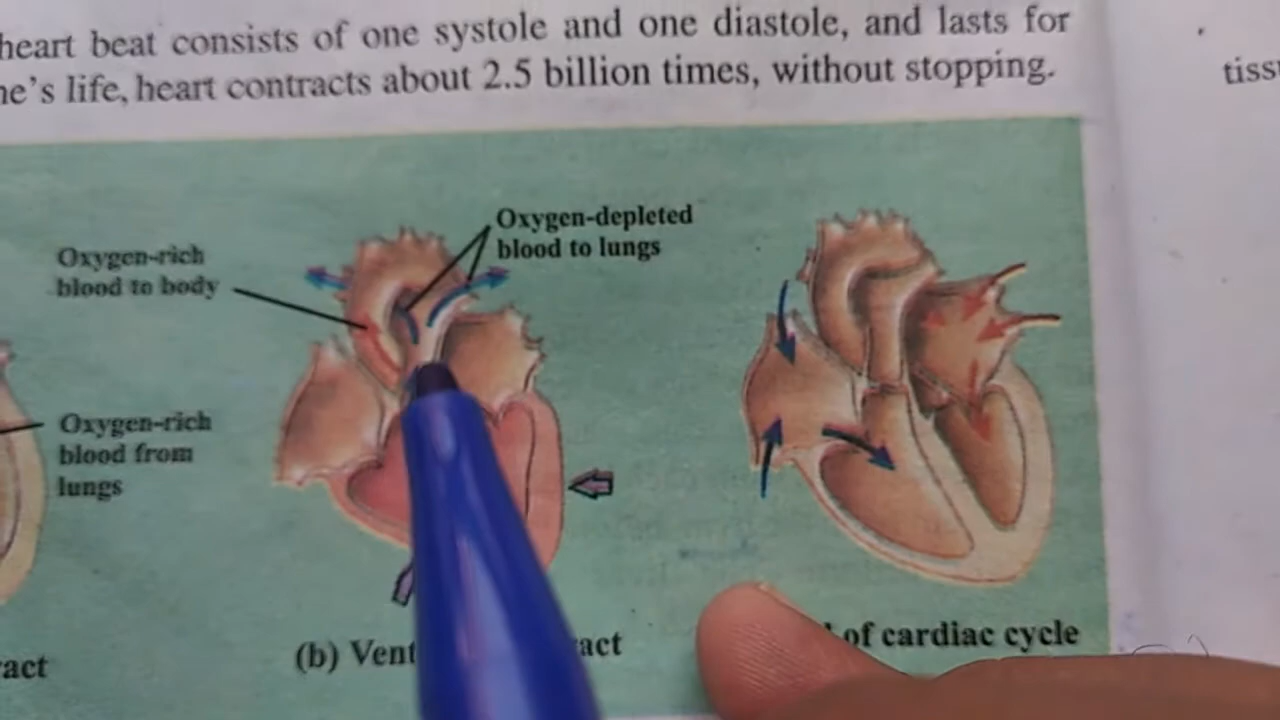 heart beat consists of one systole and one diastole, and lasts for
ne's life, heart contracts about 2.5 billion times, without stopping.
tiss
Oxygen-depleted
blood to lungs
Oxygen-rich
blood to body
Oxygen-rich
blood from
lungs
(b) Vent act
of cardiac cycle
act